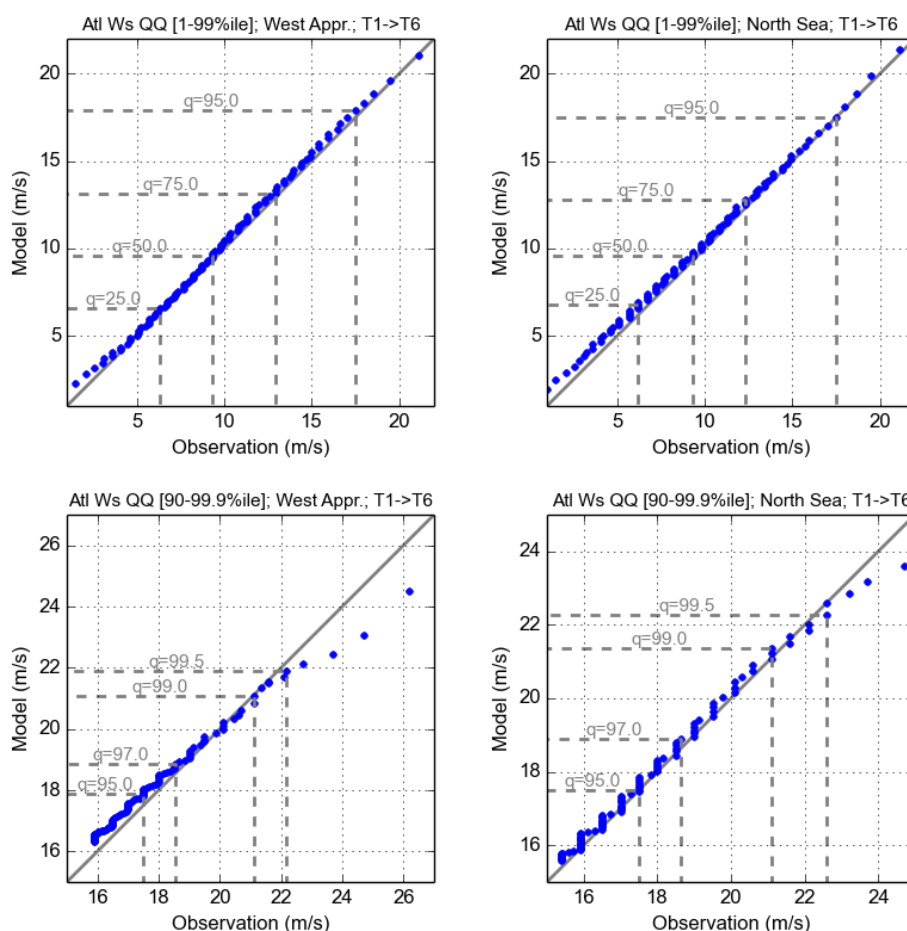 Atl Ws QQ [1-99%ile]; West Appr.; T1->T6
20
15
10
5
q=95.0
q=75.0
q=50.0
q=25.0
Model (m/s)
5 10 15 20
Observation (m/s)
Atl Ws QQ [1-99%ile]; North Sea; T1->T6
20
15
10
5
q=95.0
q=75.0
q=50.0
q=25.0
Model (m/s)
5 10 15 20
Observation (m/s)
Atl Ws QQ [90-99.9%ile]; West Appr.; T1->T6
26
24
22
20
18
16
q=99.5
q=99.0
q=97.0
q=95.0
Model (m/s)
16 18 20 22 24 26
Observation (m/s)
Atl Ws QQ [90-99.9%ile]; North Sea; T1->T6
24
22
20
18
16
q=99.5
q=99.0
q=97.0
q=95.0
Model (m/s)
16 18 20 22 24
Observation (m/s)